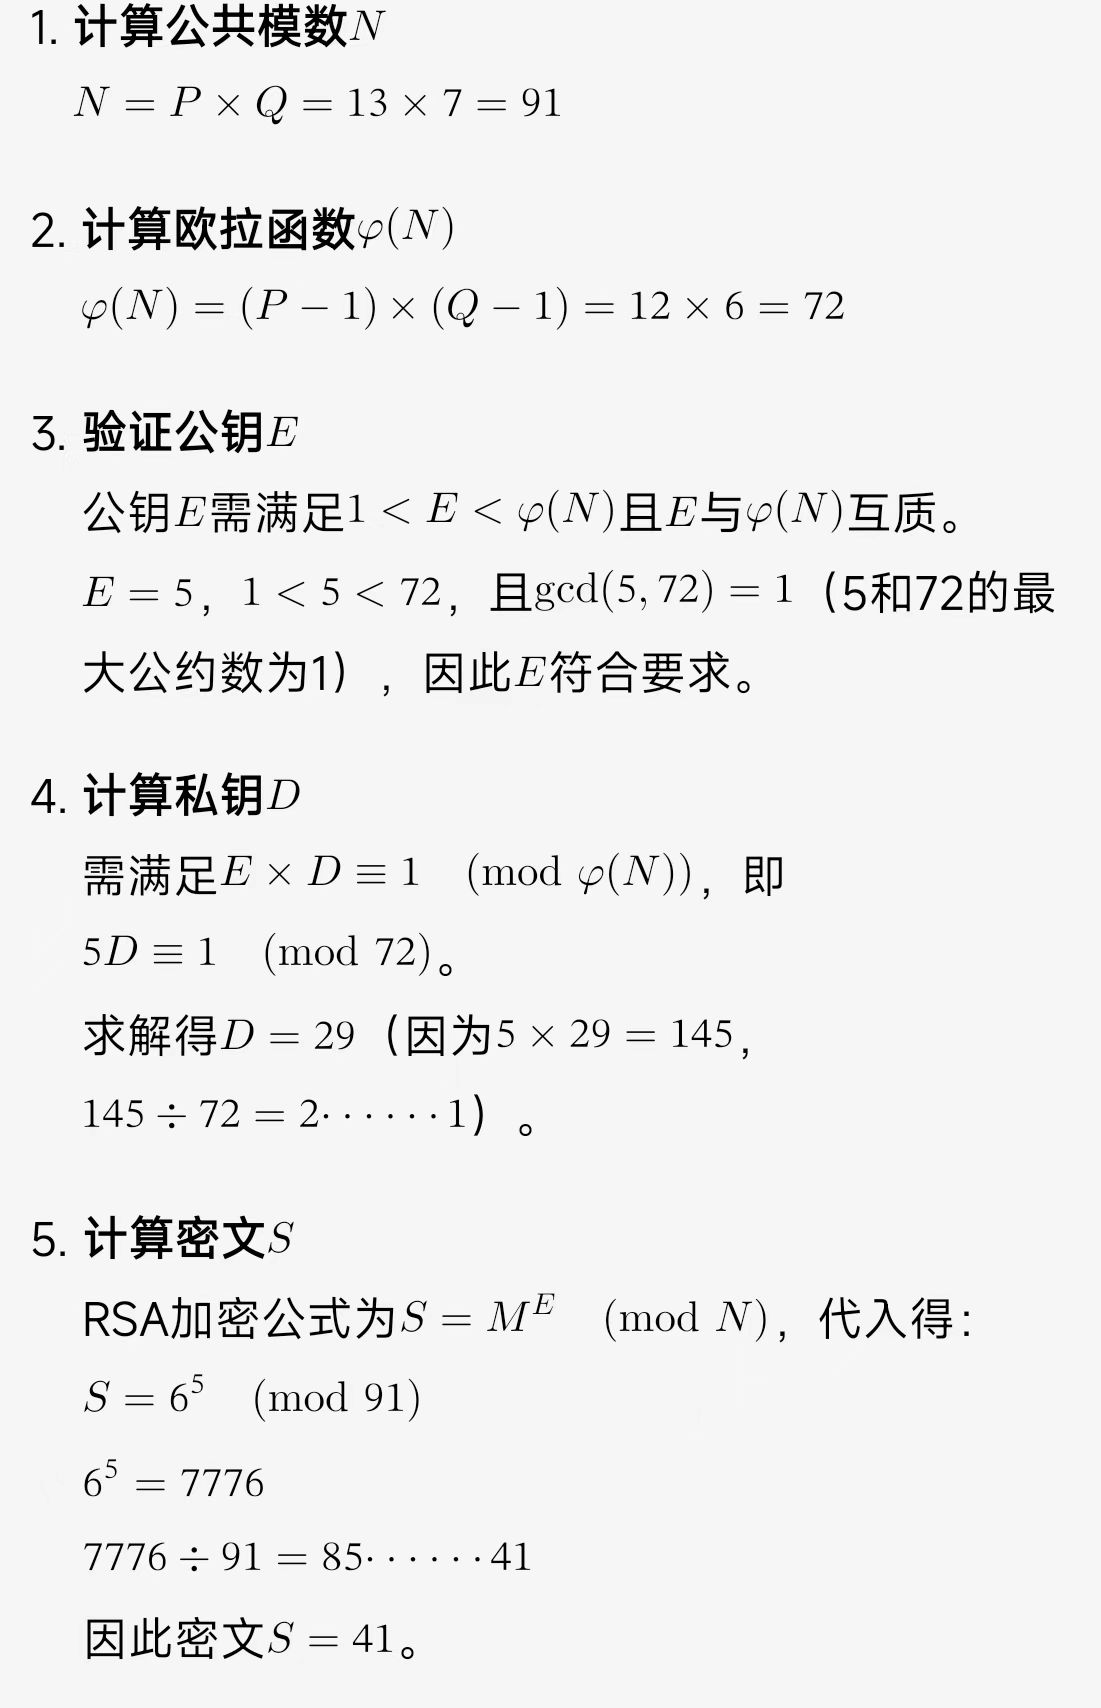 1. 计算公共模数N
N = P × Q = 13 × 7 = 91
2. 计算欧拉函数φ(N)
φ(N) = (P − 1) × (Q − 1) = 12 × 6 = 72
3. 验证公钥E
公钥E需满足1 < E < φ(N)且E与φ(N)互质。
E = 5，1 < 5 < 72，且gcd(5, 72) = 1（5和72的最
大公约数为1），因此E符合要求。
4. 计算私钥D
需满足E × D ≡ 1 (mod φ(N))，即
5D ≡ 1 (mod 72)。
求解得D = 29（因为5 × 29 = 145，
145 ÷ 72 = 2······1）。
5. 计算密文S
RSA加密公式为S = M^E (mod N)，代入得：
S = 6^5 (mod 91)
6^5 = 7776
7776 ÷ 91 = 85······41
因此密文S = 41。